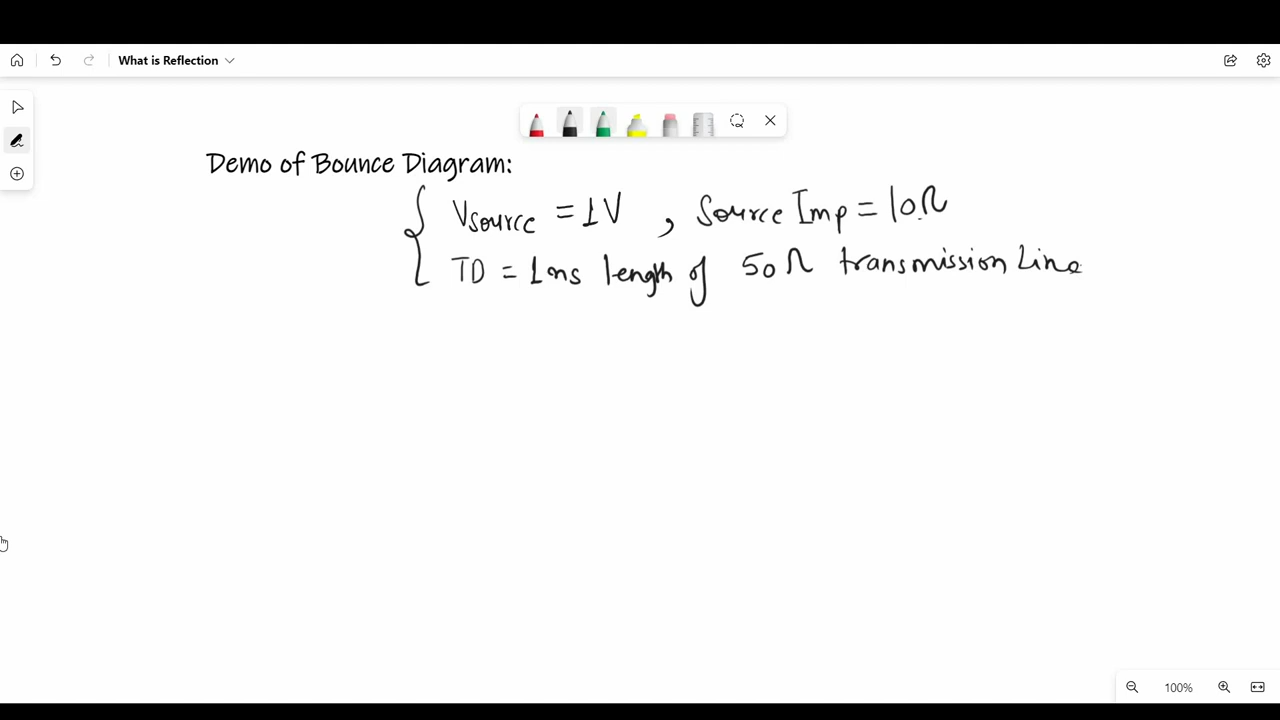 What is Reflection
Demo of Bounce Diagram:
Vsource = 1V , Source Imp = 10Ω
TD = 1ns length of 50Ω transmission Line
100%